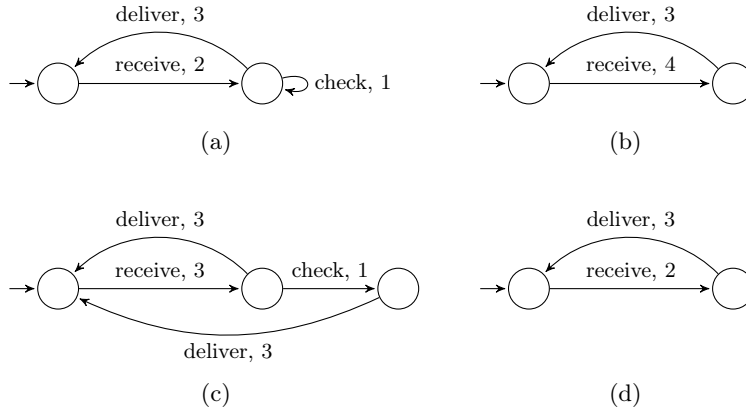 deliver, 3
receive, 2
check, 1
(a)
deliver, 3
receive, 4
(b)
deliver, 3
receive, 3
check, 1
deliver, 3
(c)
deliver, 3
receive, 2
(d)